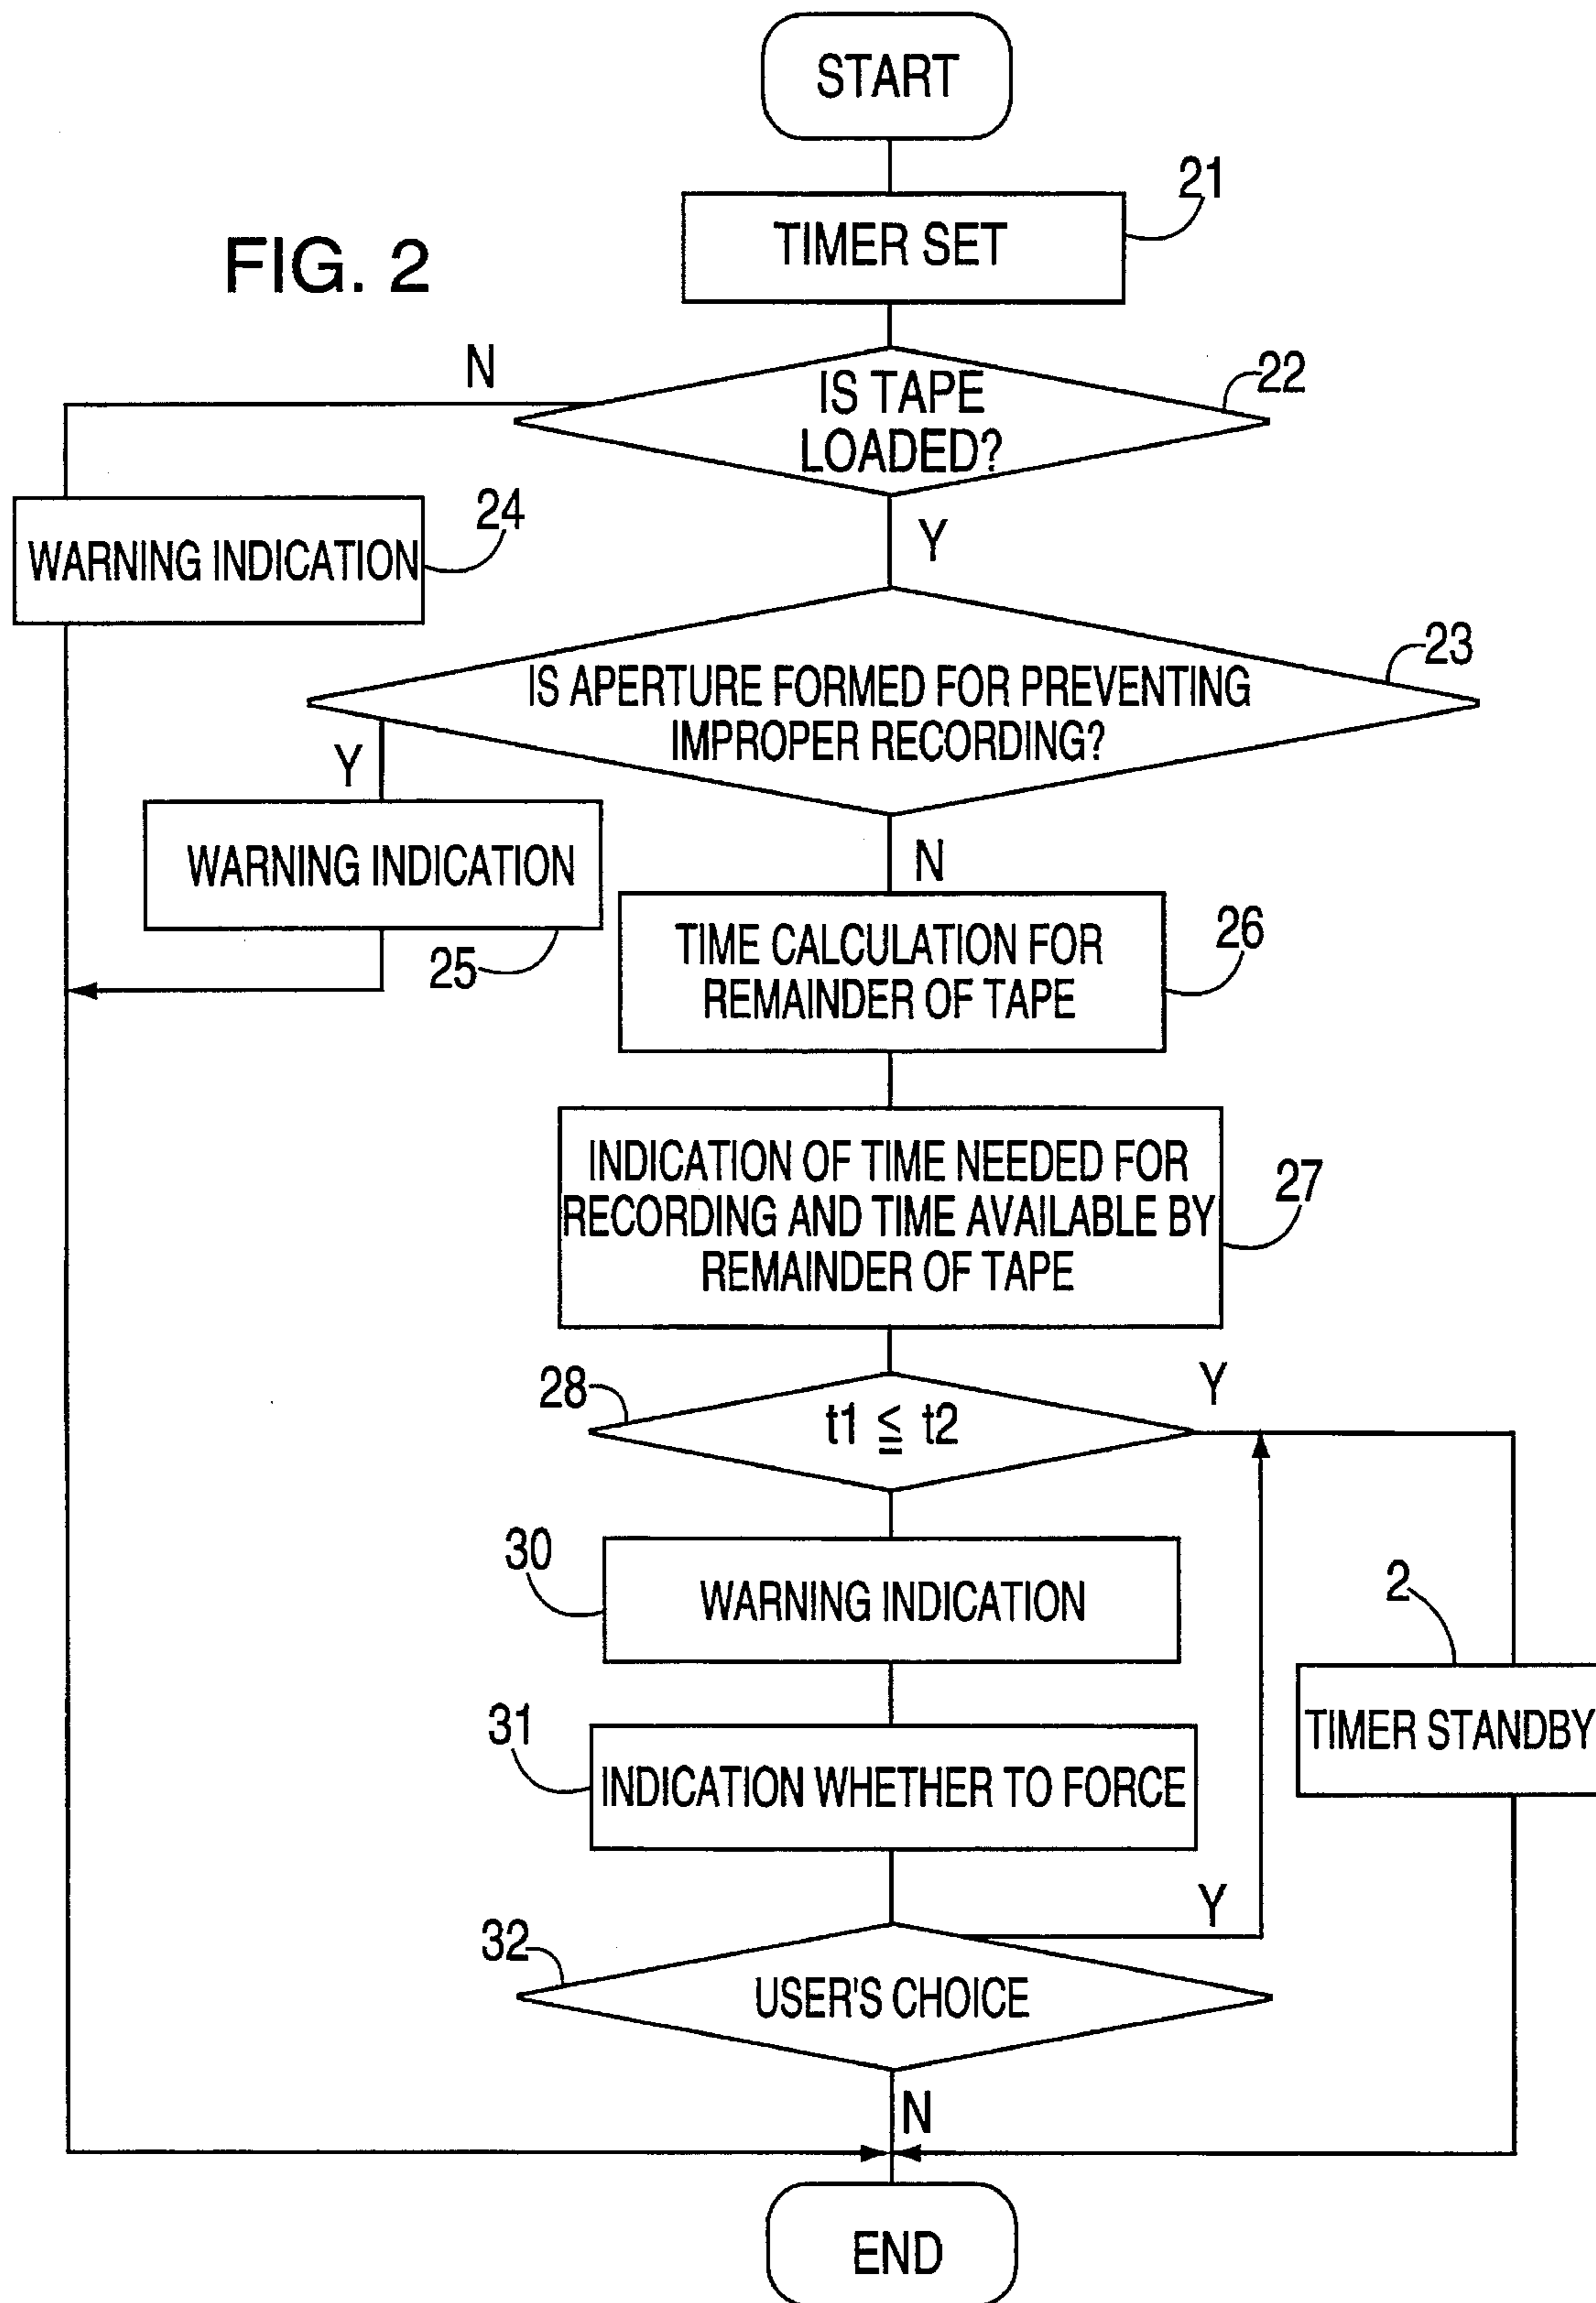 START
21
TIMER SET
FIG. 2
N
22
IS TAPE
LOADED?
24
Y
WARNING INDICATION
23
IS APERTURE FORMED FOR PREVENTING
IMPROPER RECORDING?
Y
WARNING INDICATION
N
25
26
TIME CALCULATION FOR
REMAINDER OF TAPE
INDICATION OF TIME NEEDED FOR
RECORDING AND TIME AVAILABLE BY
REMAINDER OF TAPE
27
28
Y
t1 ≦ t2
30
WARNING INDICATION
2
TIMER STANDBY
31
INDICATION WHETHER TO FORCE
Y
32
USER'S CHOICE
N
END